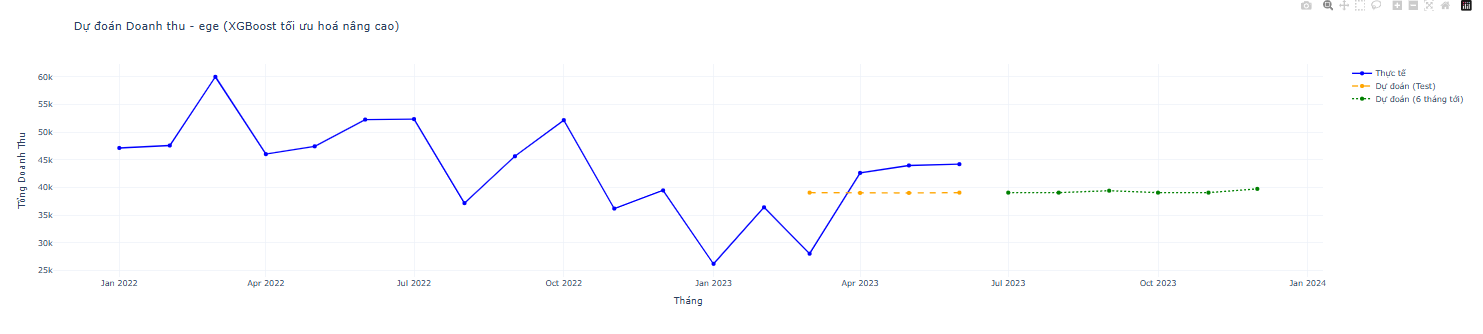 Dự đoán Doanh thu - ege (XGBoost tối ưu hoá nâng cao)
Thực tế
Dự đoán (Test)
Dự đoán (6 tháng tới)
Tổng Doanh Thu
60k
55k
50k
45k
40k
35k
30k
25k
Jan 2022
Apr 2022
Jul 2022
Oct 2022
Jan 2023
Apr 2023
Jul 2023
Oct 2023
Jan 2024
Tháng